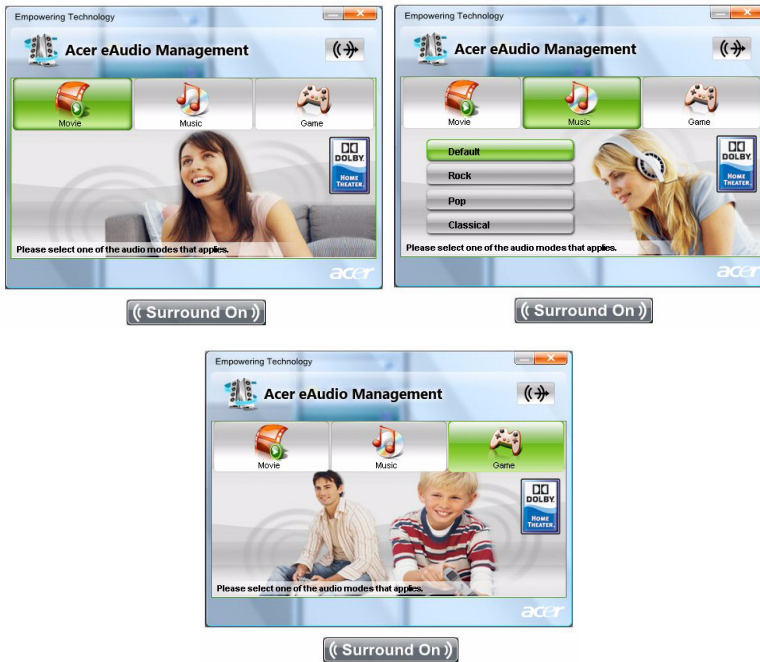 Empowering Technology
Acer eAudio Management
Movie Music Game
DOLBY
HOME THEATER
Please select one of the audio modes that applies.
acer
((Surround On))
Empowering Technology
Acer eAudio Management
Movie Music Game
Default
Rock
Pop
Classical
DOLBY
HOME THEATER
Please select one of the audio modes that applies.
acer
((Surround On))
Empowering Technology
Acer eAudio Management
Movie Music Game
DOLBY
HOME THEATER
Please select one of the audio modes that applies.
acer
((Surround On))